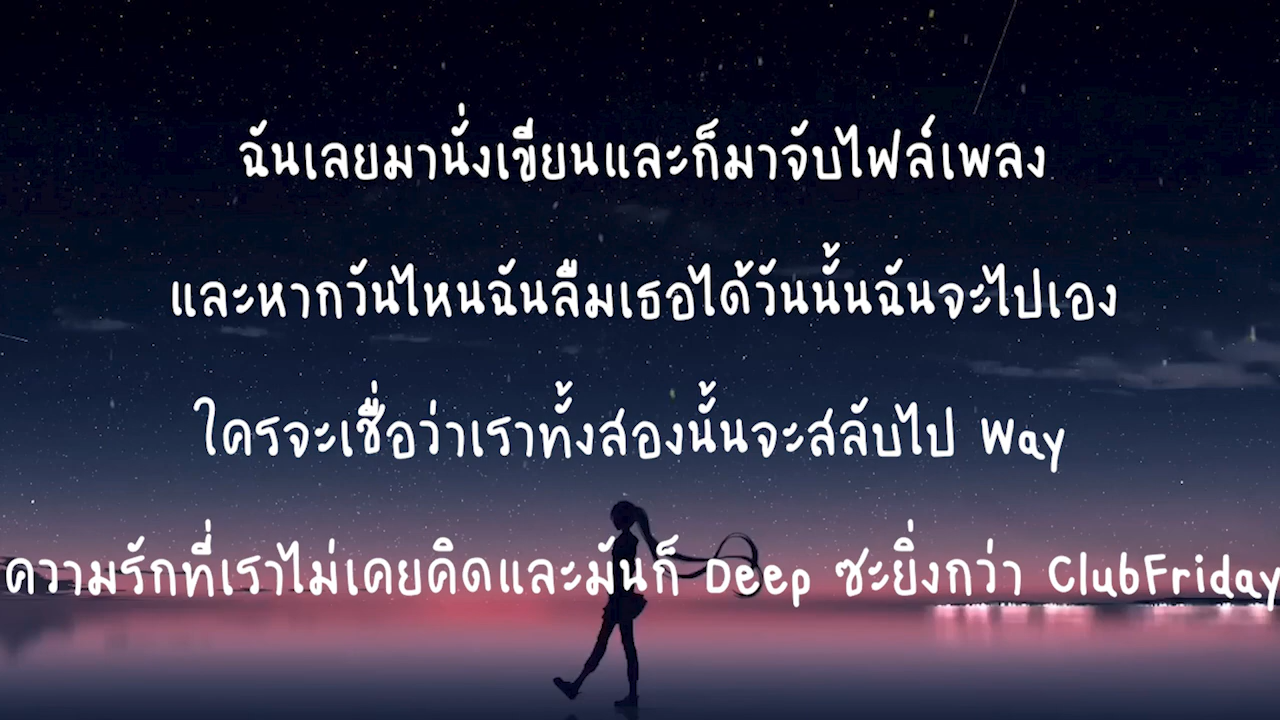 ฉันเลยมานั่งเขียนและก็มาจับไฟล์เพลง
และหากวันไหนฉันลืมเธอได้วันนั้นฉันจะไปเอง
ใครจะเชื่อว่าเราทั้งสองนั้นจะสลับไป Way
ความรักที่เราไม่เคยคิดและมันก็ Deep ซะยิ่งกว่า ClubFriday